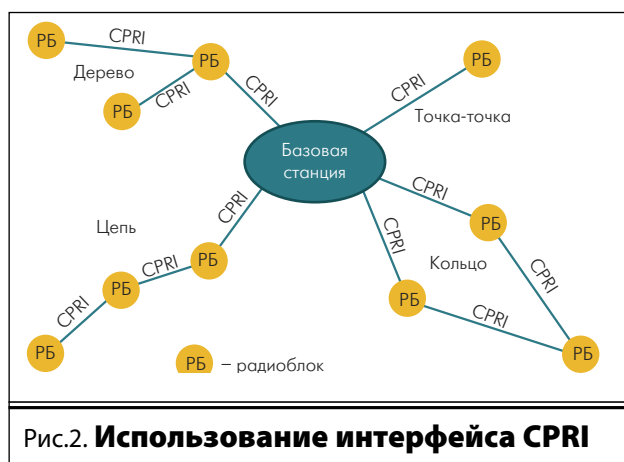 РБ
CPRI
РБ
Дерево
CPRI
РБ
CPRI
РБ
CPRI
Точка-точка
Базовая
станция
CPRI
РБ
Цепь
CPRI
РБ
CPRI
РБ
CPRI
РБ
CPRI
Кольцо
CPRI
РБ
CPRI
РБ
РБ – радиоблок
Рис.2. Использование интерфейса CPRI